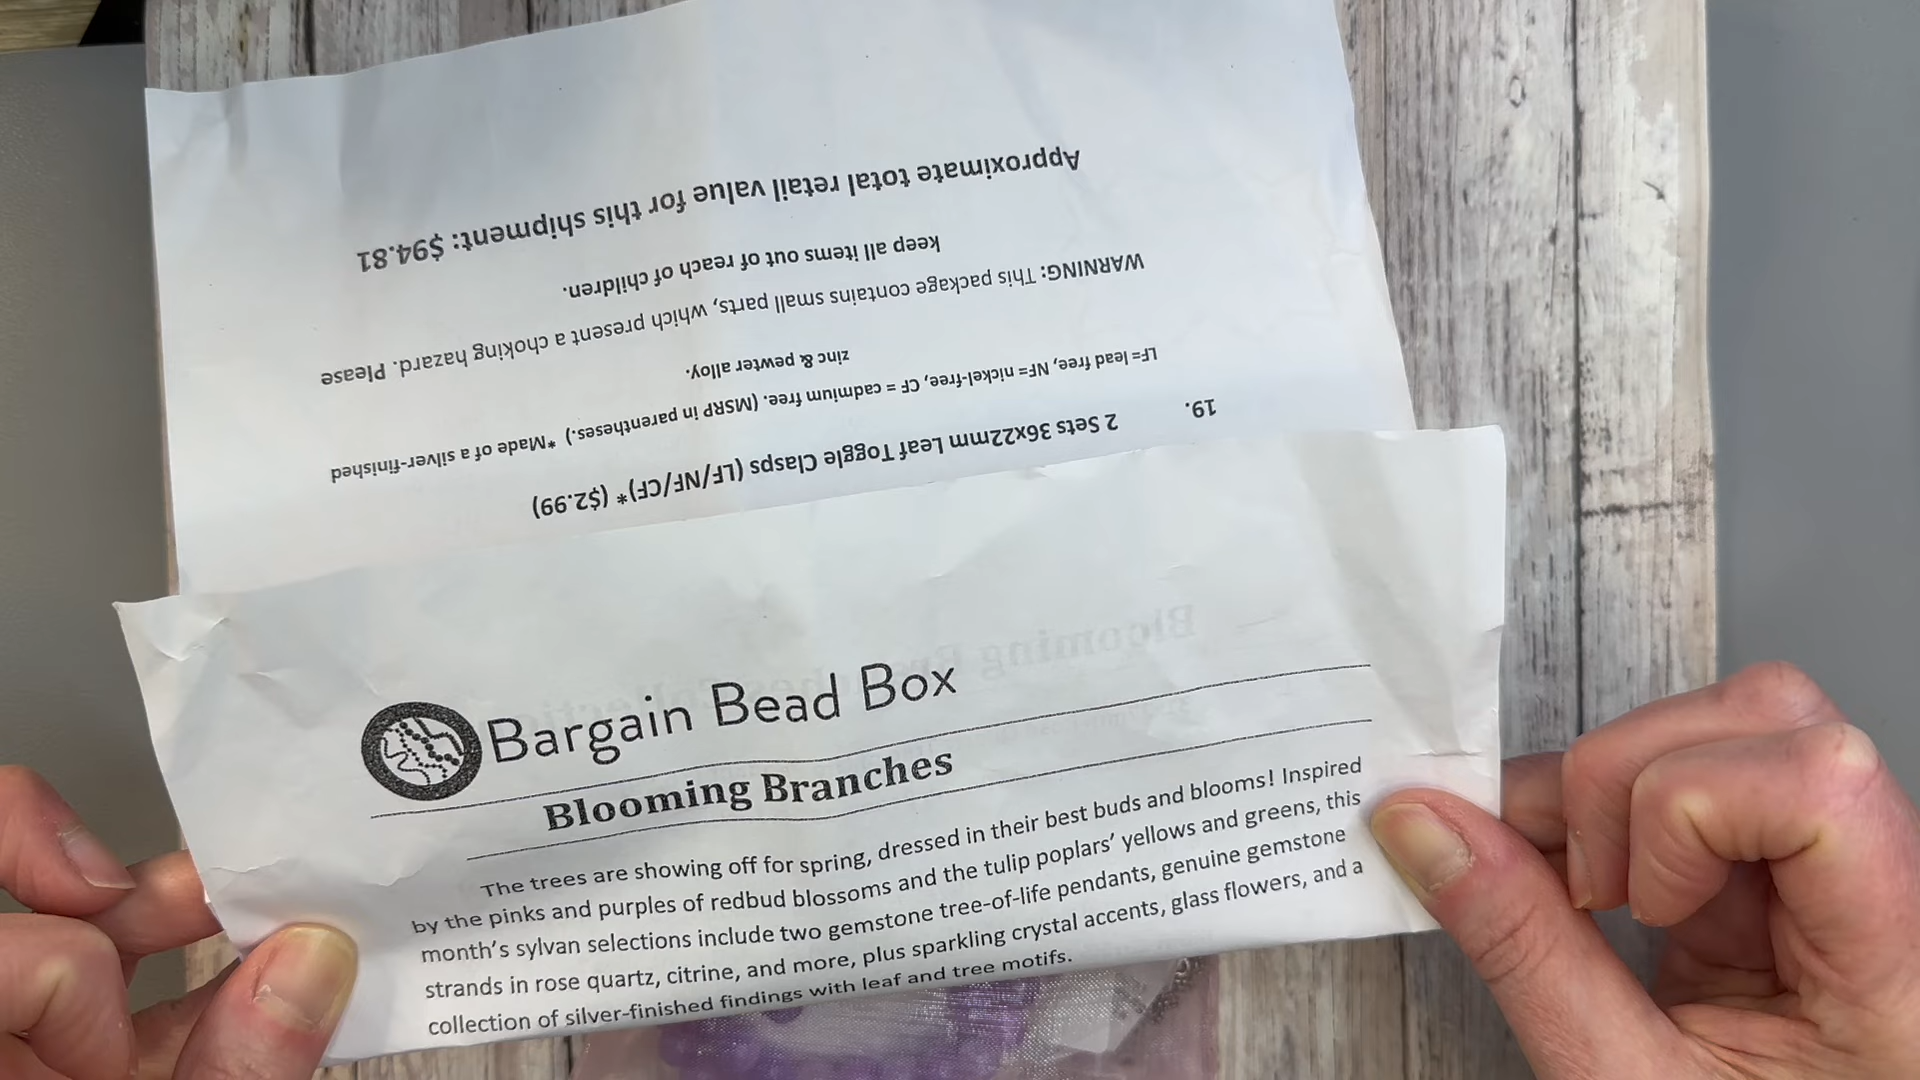 Bargain Bead Box
Blooming Branches
The trees are showing off for spring, dressed in their best buds and blooms! Inspired
by the pinks and purples of redbud blossoms and the tulip poplars’ yellows and greens, this
month’s sylvan selections include two gemstone tree-of-life pendants, genuine gemstone
strands in rose quartz, citrine, and more, plus sparkling crystal accents, glass flowers, and a
collection of silver-finished findings with leaf and tree motifs.
19. 2 Sets 36x22mm Leaf Toggle Clasps (LF/NF/CF)* ($2.99)
LF= lead free, NF= nickel-free, CF = cadmium free. (MSRP in parentheses.) *Made of a silver-finished
zinc & pewter alloy.
WARNING: This package contains small parts, which present a choking hazard. Please
keep all items out of reach of children.
Approximate total retail value for this shipment: $94.81